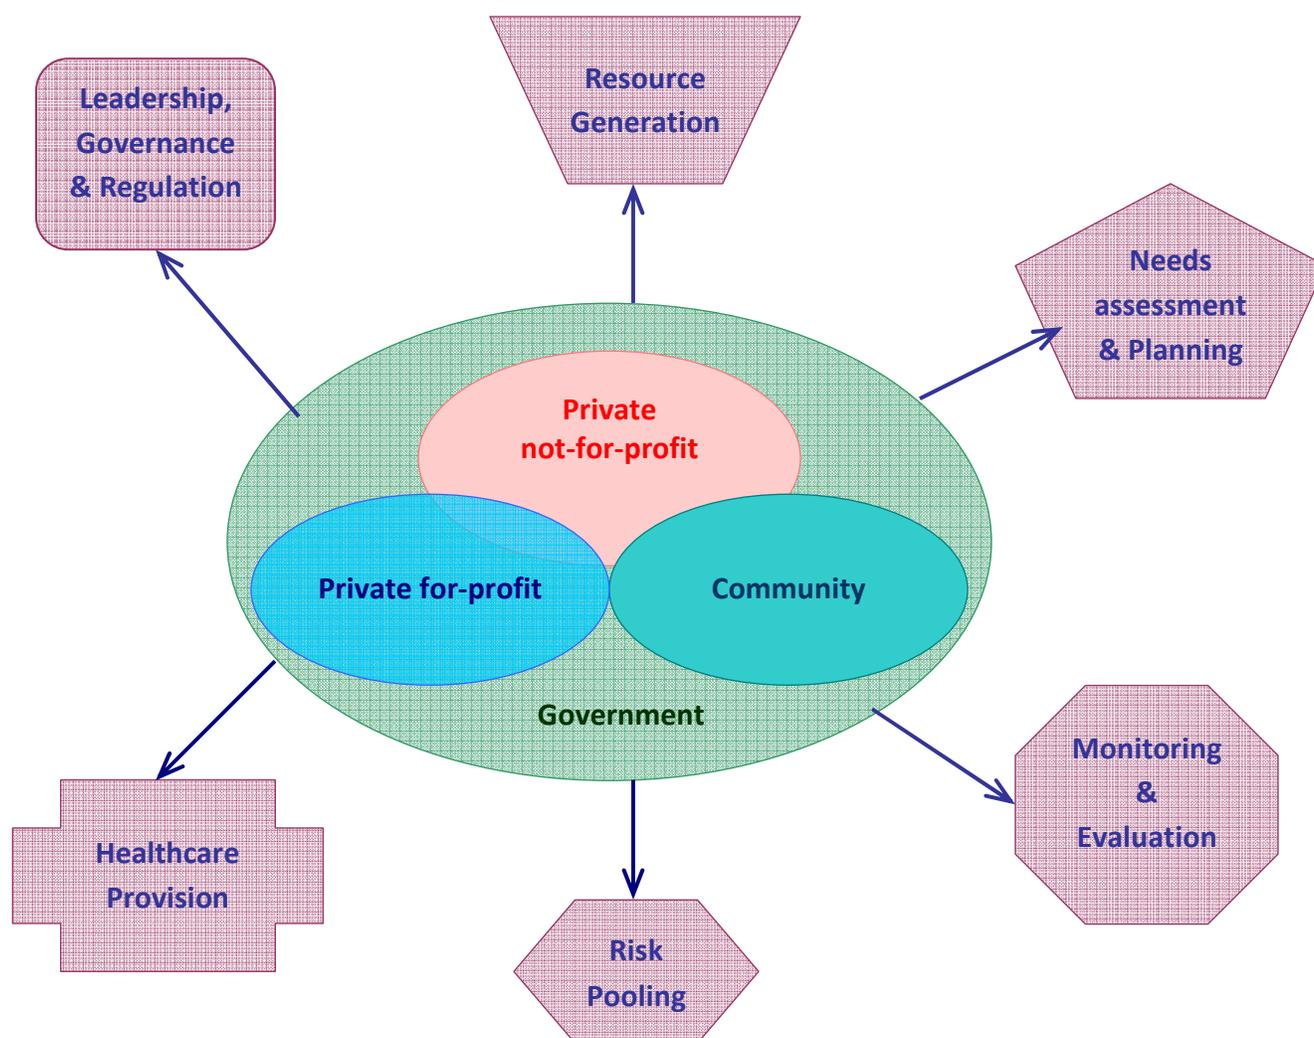 Resource
Generation
Leadership,
Governance
& Regulation
Needs
assessment
& Planning
Private
not-for-profit
Private for-profit
Community
Government
Monitoring
&
Evaluation
Healthcare
Provision
Risk
Pooling